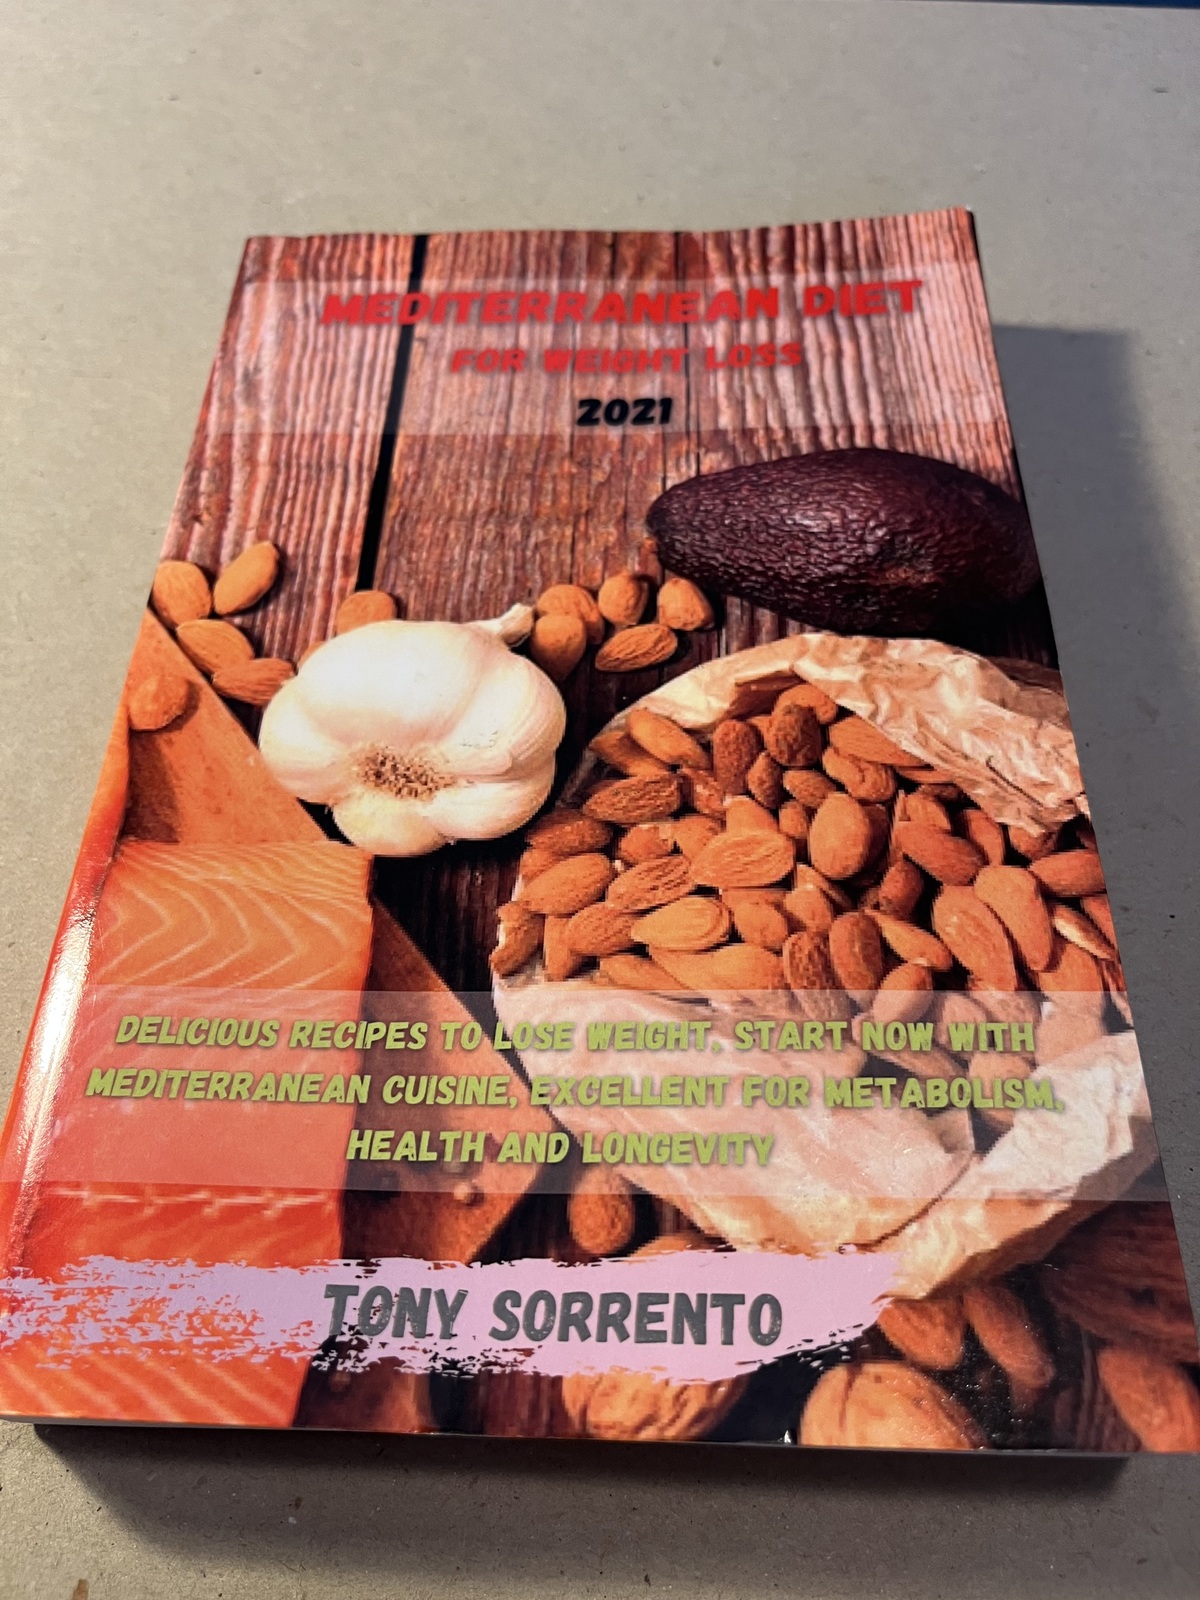 MEDITERRANEAN DIET
FOR WEIGHT LOSS
2021
DELICIOUS RECIPES TO LOSE WEIGHT, START NOW WITH
MEDITERRANEAN CUISINE, EXCELLENT FOR METABOLISM,
HEALTH AND LONGEVITY
TONY SORRENTO